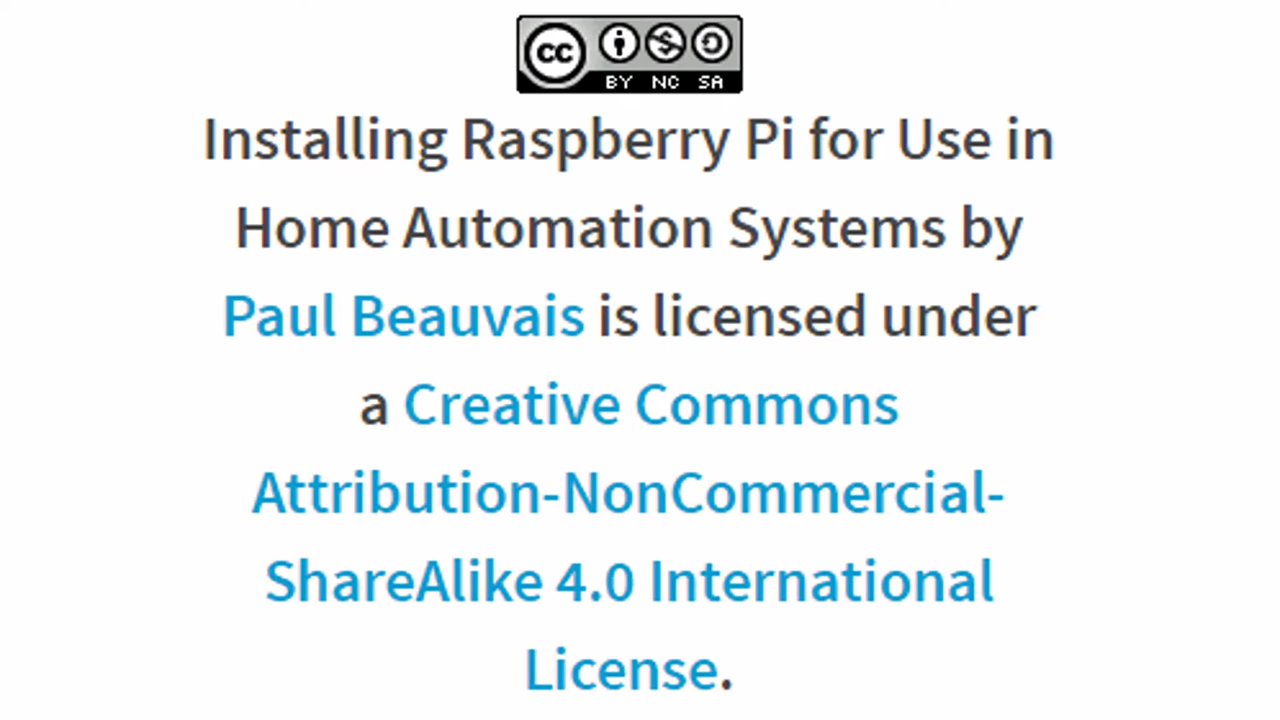 cc BY NC SA
Installing Raspberry Pi for Use in
Home Automation Systems by
Paul Beauvais is licensed under
a Creative Commons
Attribution-NonCommercial-
ShareAlike 4.0 International
License.